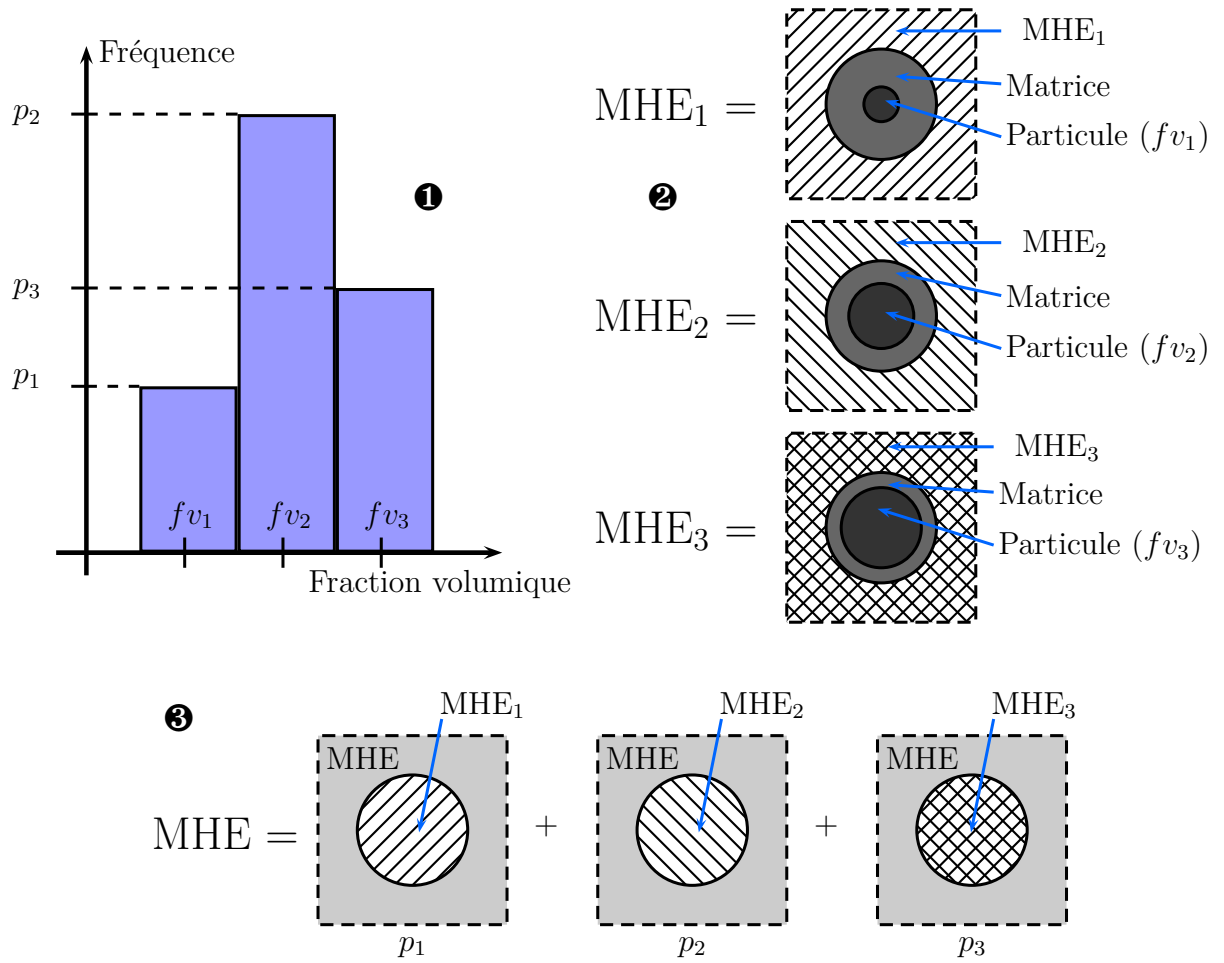 Fréquence
p₂
p₃
p₁
fv₁ fv₂ fv₃
Fraction volumique
❶
❷
MHE₁ =
MHE₁
Matrice
Particule (fv₁)
MHE₂ =
MHE₂
Matrice
Particule (fv₂)
MHE₃ =
MHE₃
Matrice
Particule (fv₃)
❸
MHE₁ MHE₂ MHE₃
MHE MHE MHE
MHE = + +
p₁ p₂ p₃